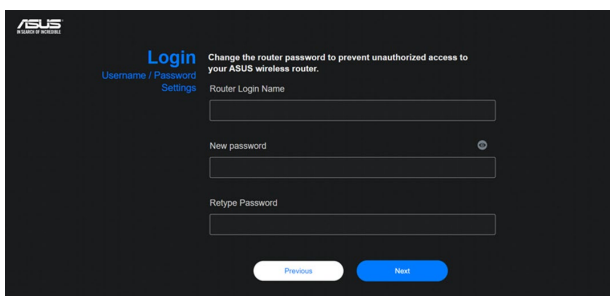 ASUS
IN SEARCH OF INCREDIBLE
Login
Username / Password
Settings
Change the router password to prevent unauthorized access to
your ASUS wireless router.
Router Login Name
New password
Retype Password
Previous
Next